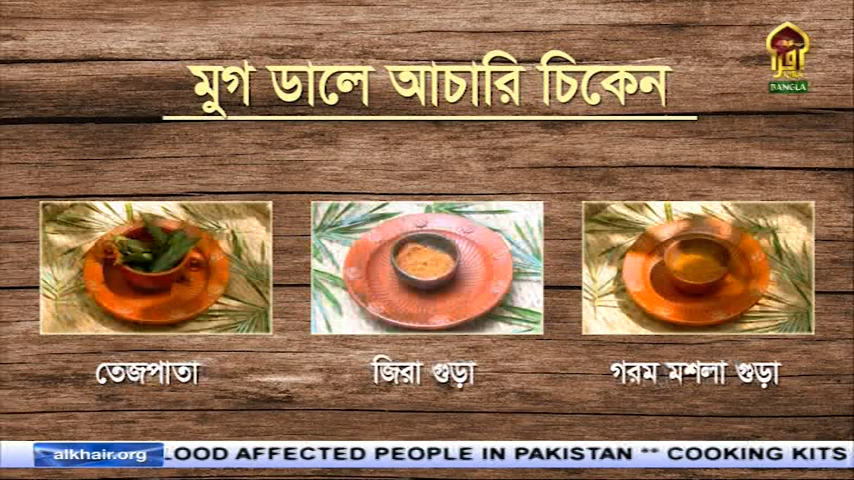 মুগ ডালে আচারি চিকেন
BANGLA
তেজপাতা
জিরা গুড়া
গরম মশলা গুড়া
alkhair.org
LOOD AFFECTED PEOPLE IN PAKISTAN ** COOKING KITS